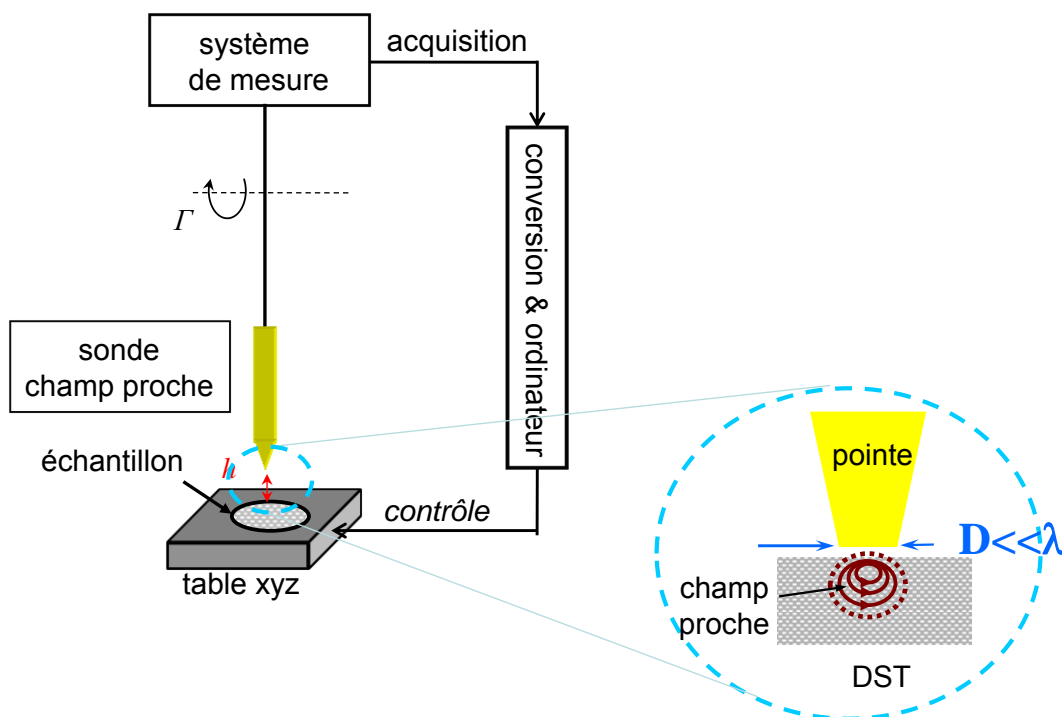 système
de mesure
acquisition
conversion & ordinateur
Γ
sonde
champ proche
échantillon
h
contrôle
table xyz
pointe
D<<λ
champ
proche
DST